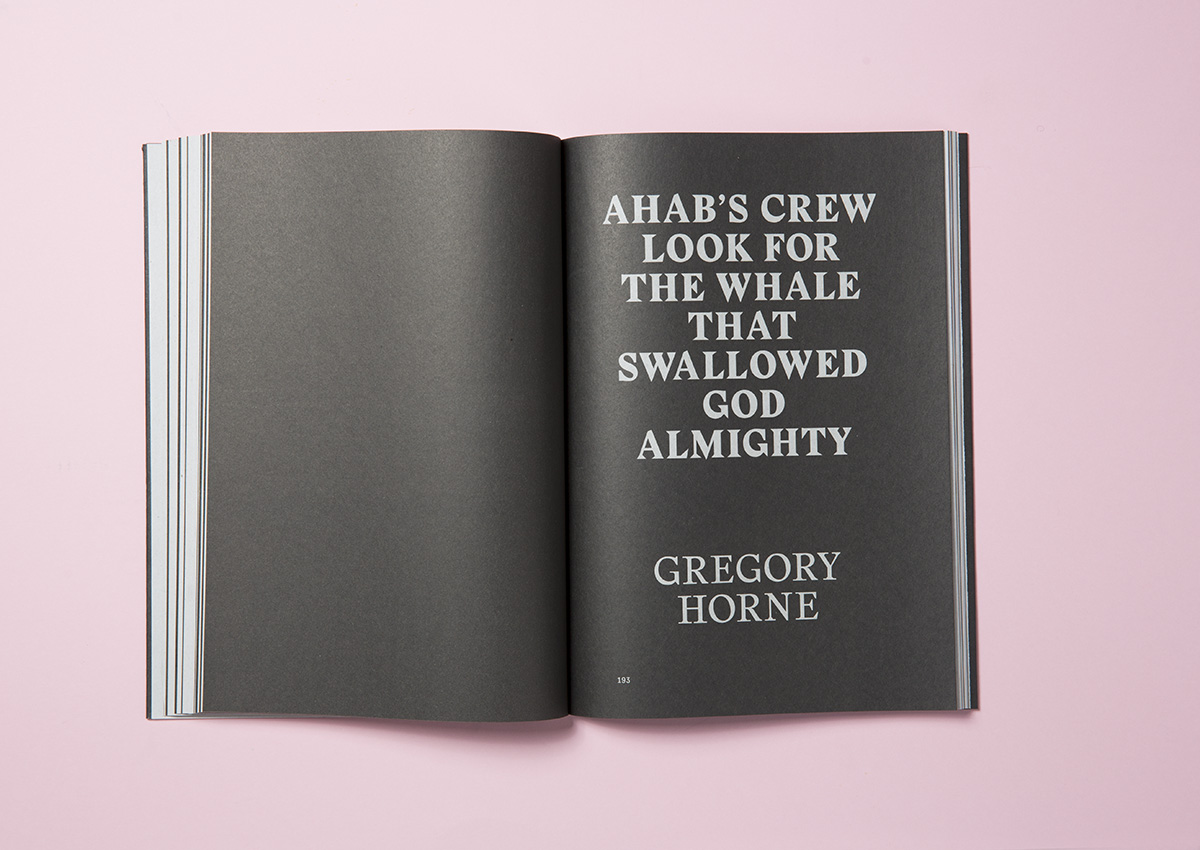 AHAB’S CREW
LOOK FOR
THE WHALE
THAT
SWALLOWED
GOD
ALMIGHTY
GREGORY
HORNE
193